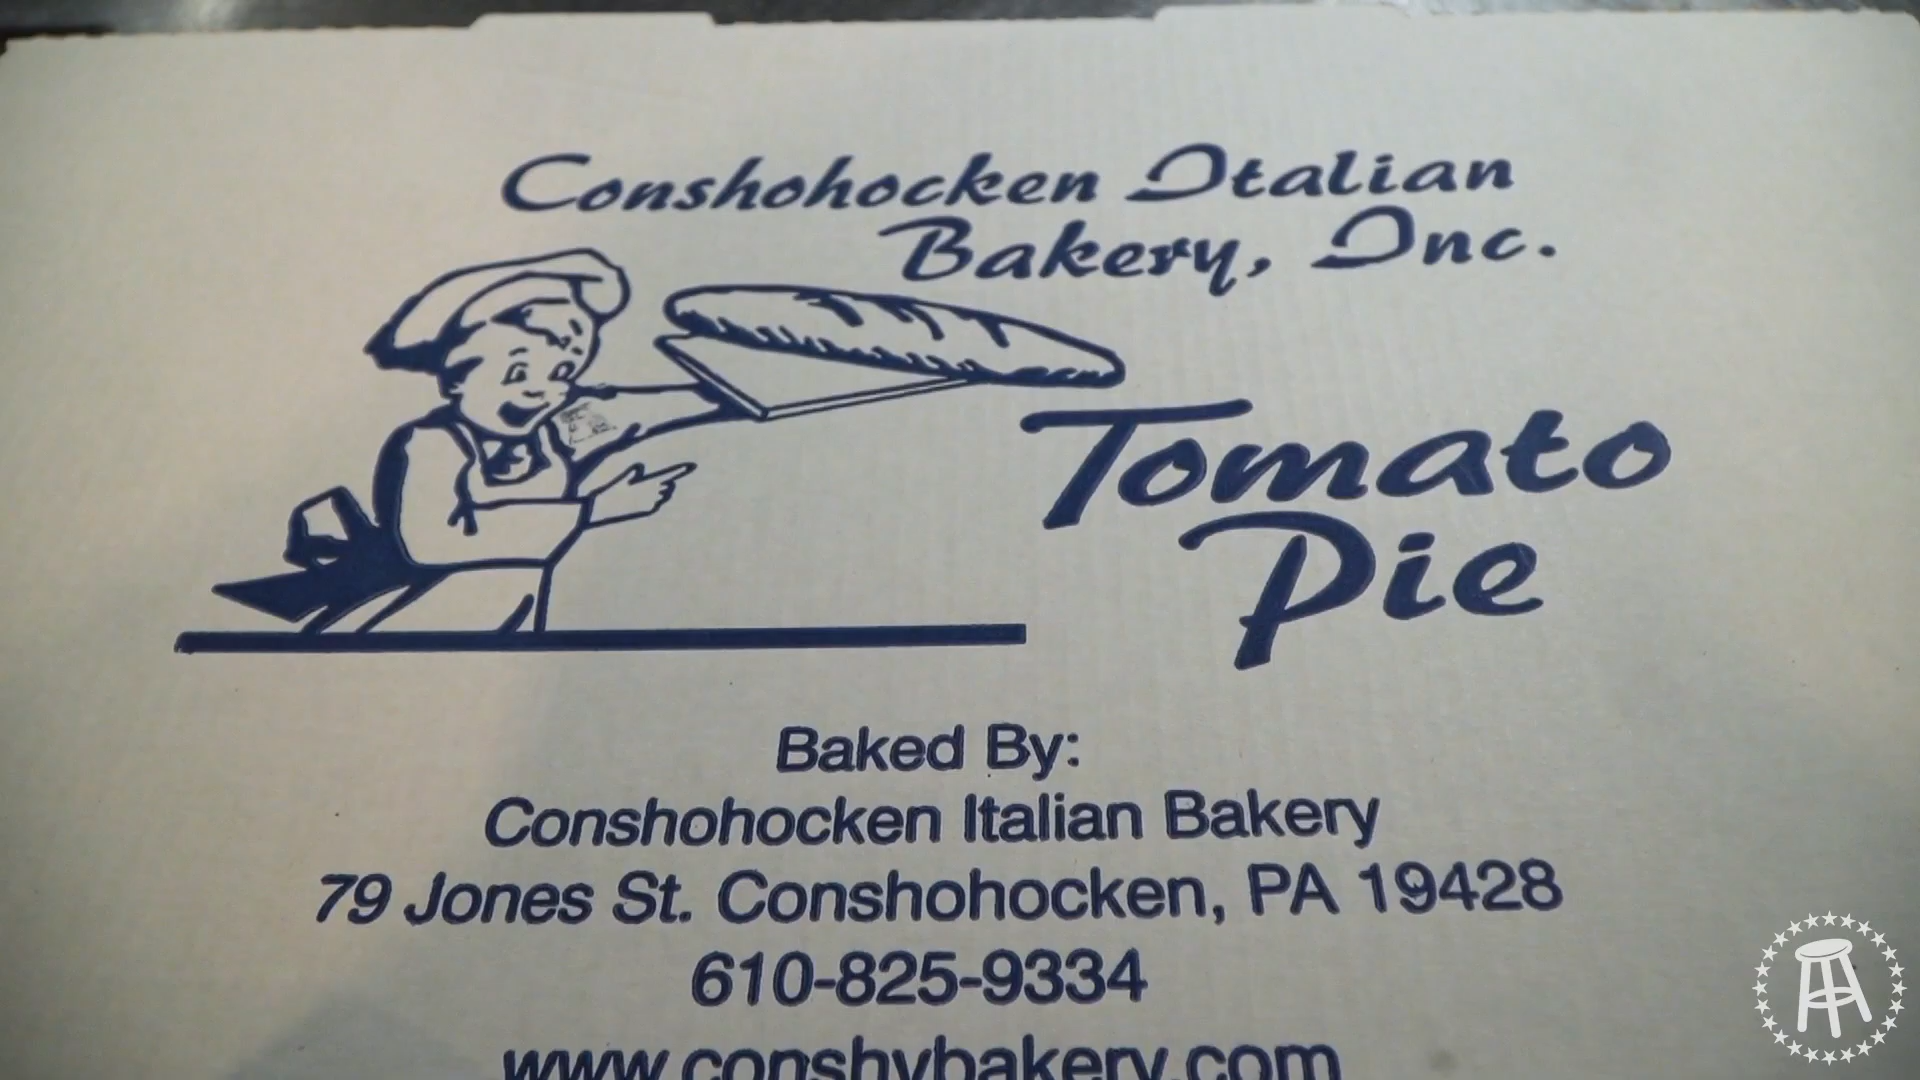 Conshohocken Italian
Bakery, Inc.
Tomato
Pie
Baked By:
Conshohocken Italian Bakery
79 Jones St. Conshohocken, PA 19428
610-825-9334
www.conshybakery.com